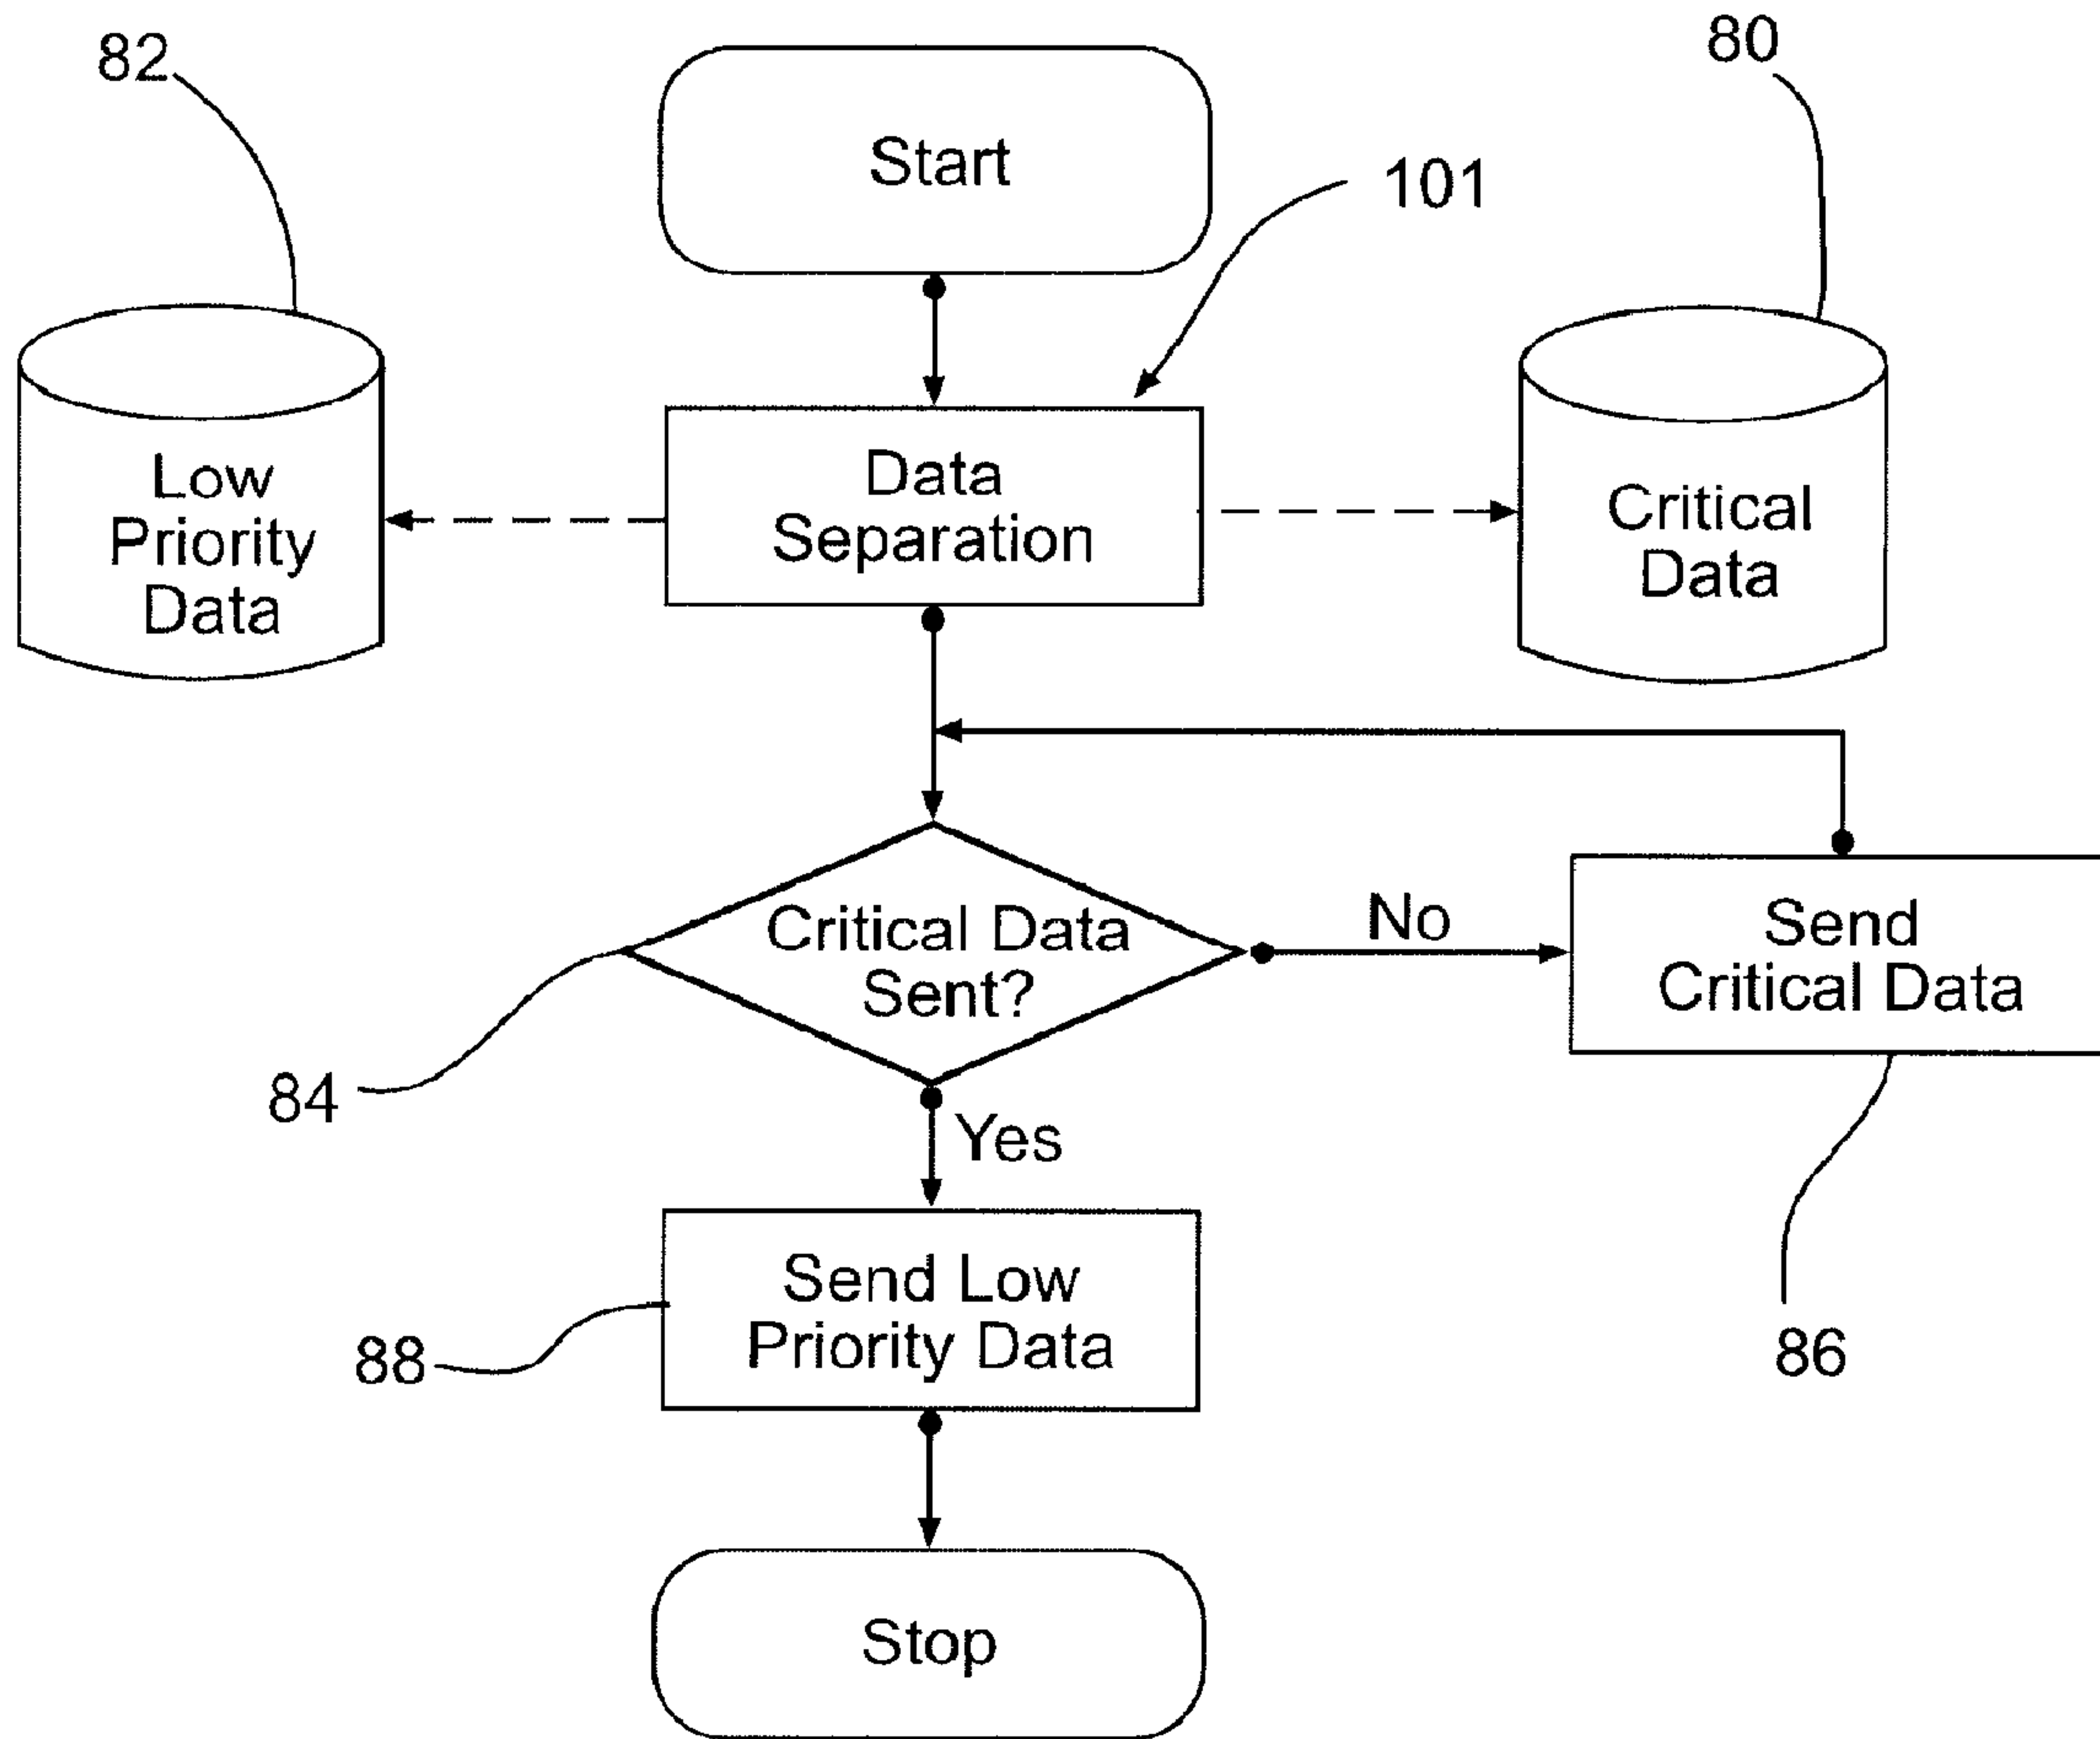 82
80
Start
101
Low
Priority
Data
Data
Separation
Critical
Data
Critical Data
Sent?
No
Send
Critical Data
84
Yes
Send Low
Priority Data
88
86
Stop